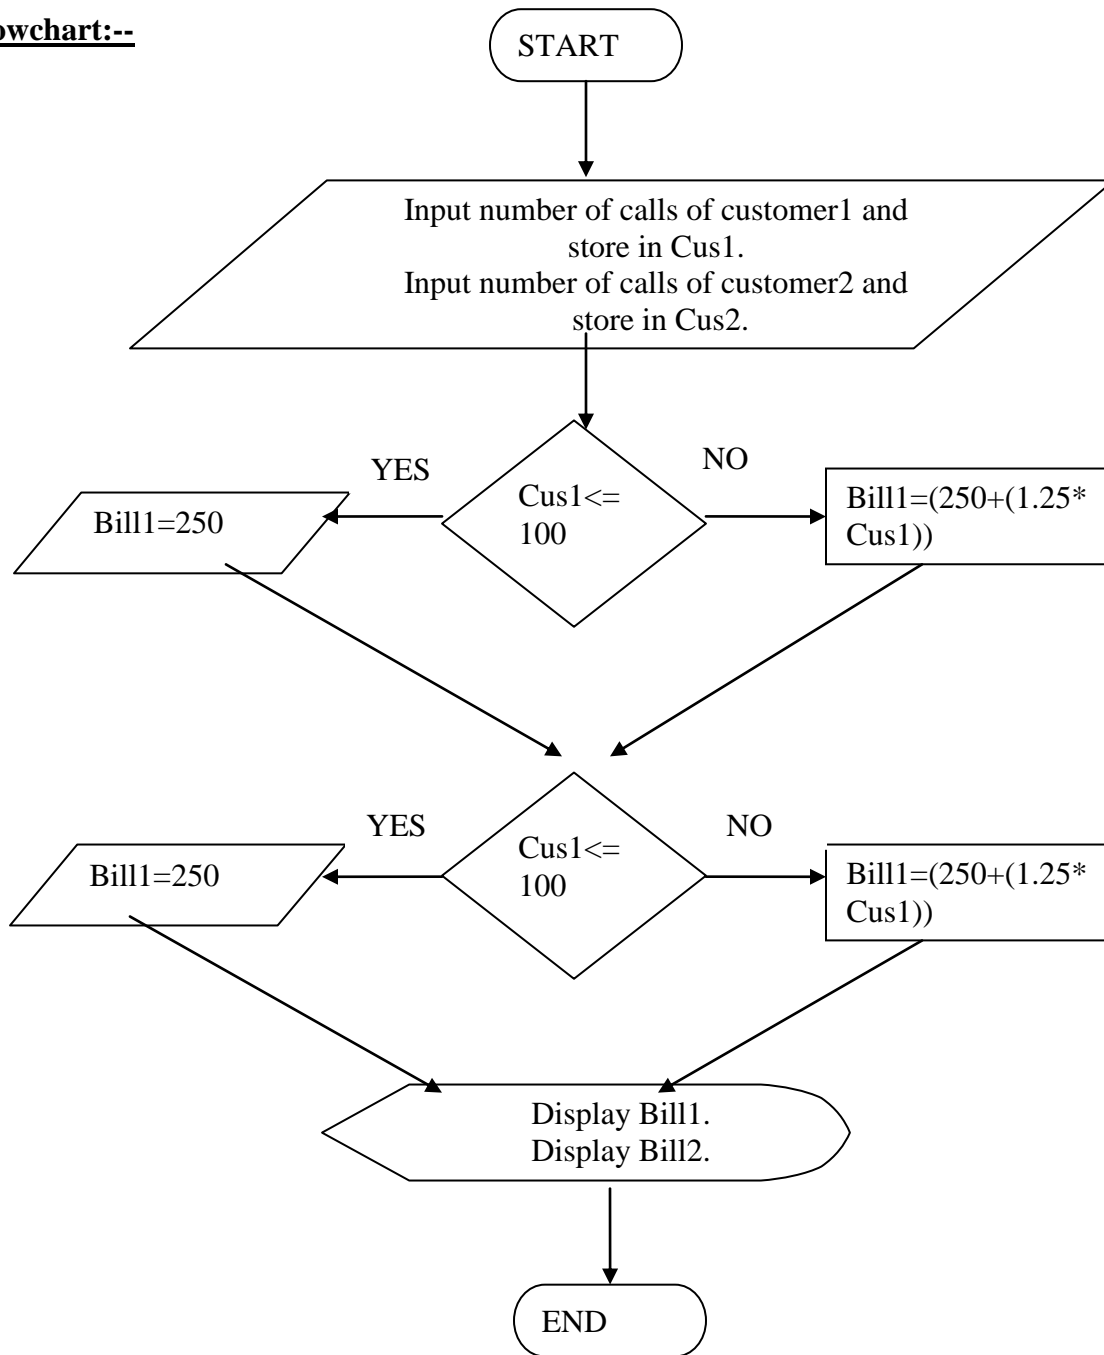 owchart:--
START
Input number of calls of customer1 and
store in Cus1.
Input number of calls of customer2 and
store in Cus2.
YES
NO
Cus1<=
100
Bill1=250
Bill1=(250+(1.25*
Cus1))
YES
NO
Cus1<=
100
Bill1=250
Bill1=(250+(1.25*
Cus1))
Display Bill1.
Display Bill2.
END